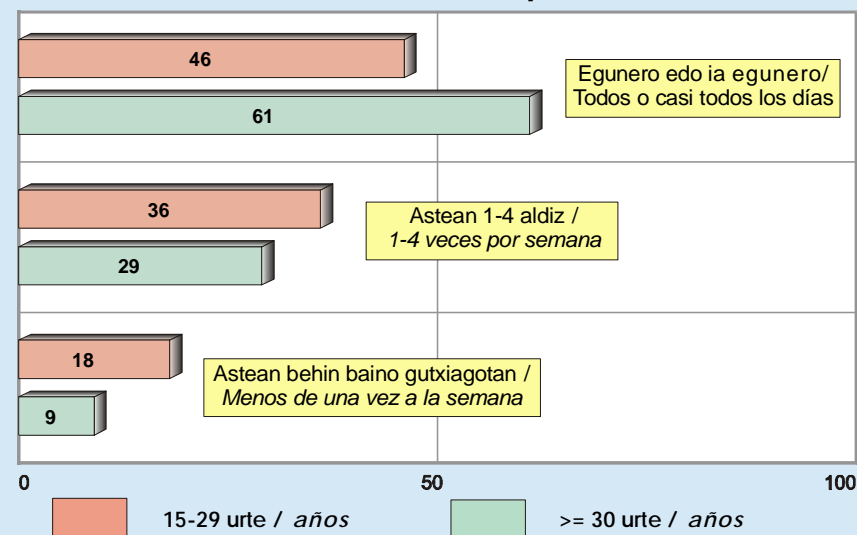 46
Egunero edo ia egunero/
Todos o casi todos los días
61
36
Astean 1-4 aldiz /
1-4 veces por semana
29
18
Astean behin baino gutxiagotan /
Menos de una vez a la semana
9
0 50 100
15-29 urte / años >= 30 urte / años